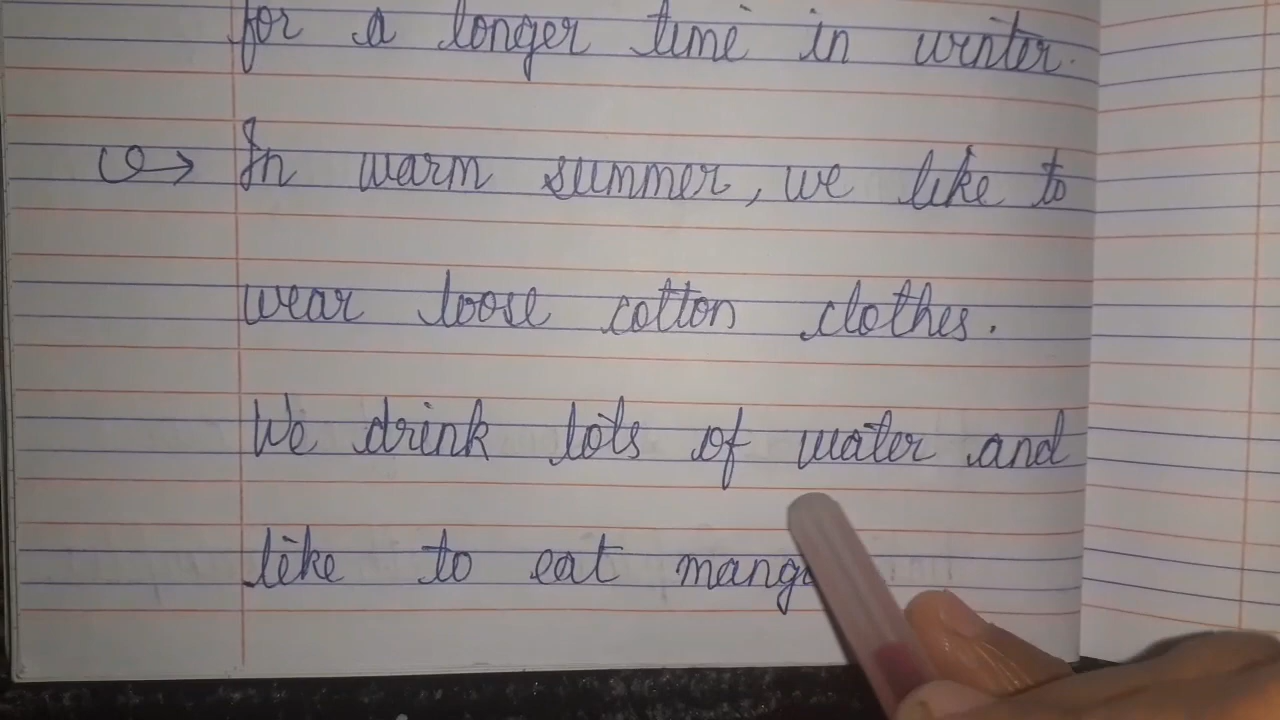 for a longer time in winter.
In warm summer, we like to
wear loose cotton clothes.
We drink lots of water and
like to eat